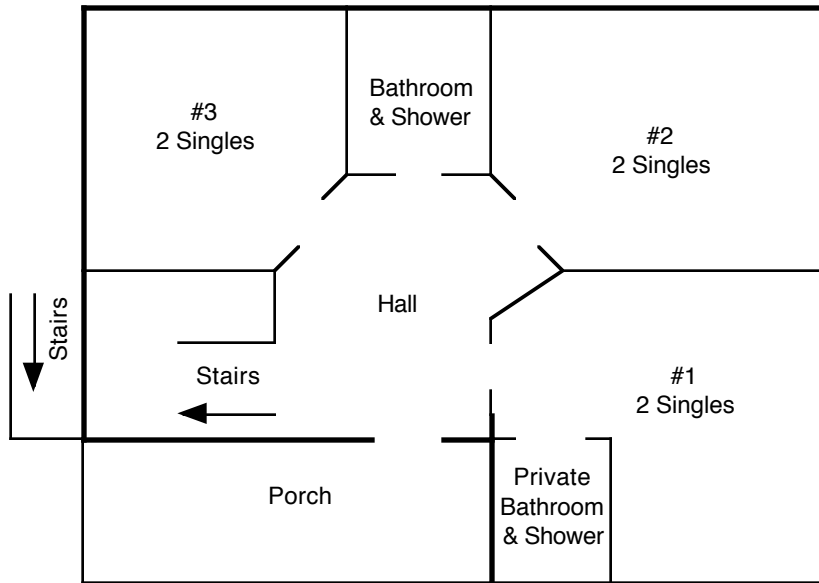 #3
2 Singles
Bathroom
& Shower
#2
2 Singles
Hall
Stairs
Stairs
#1
2 Singles
Porch
Private
Bathroom
& Shower